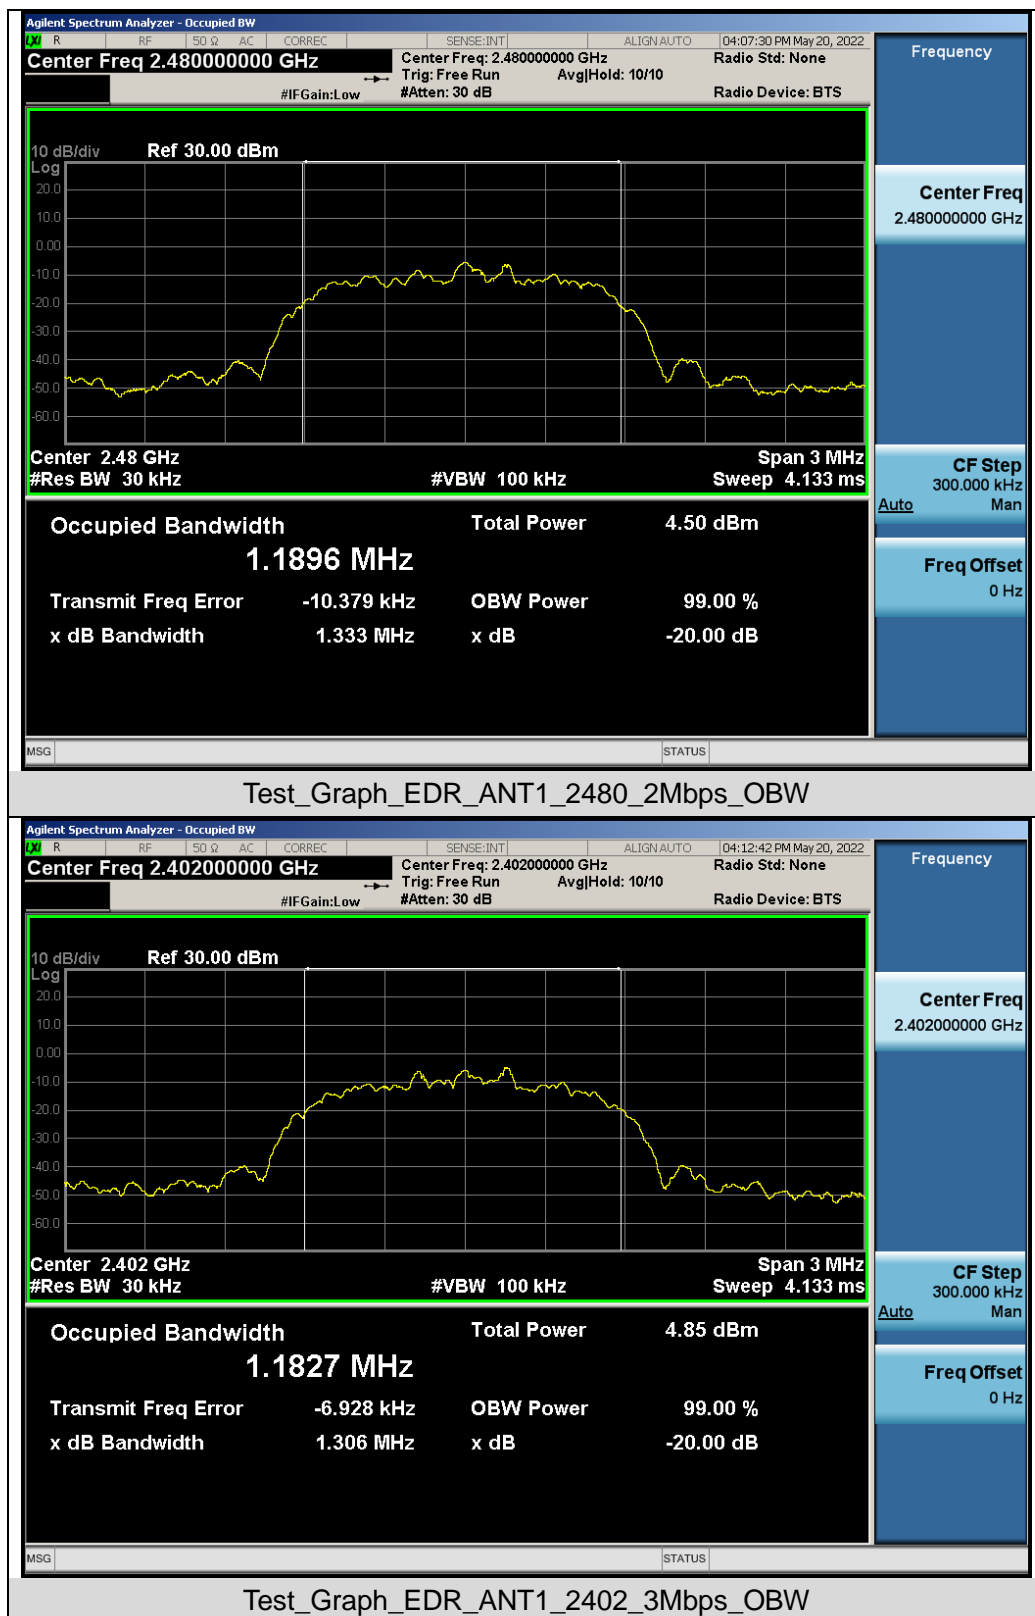 Agilent Spectrum Analyzer - Occupied BW
LXI R RF 50 Ω AC CORREC SENSE:INT ALIGN AUTO 04:07:30 PM May 20, 2022
Center Freq 2.480000000 GHz
Center Freq: 2.480000000 GHz
Radio Std: None
Trig: Free Run Avg|Hold: 10/10
#IFGain:Low
#Atten: 30 dB
Radio Device: BTS
Frequency
10 dB/div Ref 30.00 dBm
Log
20.0
10.0
0.00
-10.0
-20.0
-30.0
-40.0
-50.0
-60.0
Center Freq
2.480000000 GHz
Center 2.48 GHz Span 3 MHz
#Res BW 30 kHz #VBW 100 kHz Sweep 4.133 ms
CF Step
300.000 kHz
Auto Man
Occupied Bandwidth Total Power 4.50 dBm
1.1896 MHz
Transmit Freq Error -10.379 kHz OBW Power 99.00 %
x dB Bandwidth 1.333 MHz x dB -20.00 dB
Freq Offset
0 Hz
MSG STATUS
Test_Graph_EDR_ANT1_2480_2Mbps_OBW
Agilent Spectrum Analyzer - Occupied BW
LXI R RF 50 Ω AC CORREC SENSE:INT ALIGN AUTO 04:12:42 PM May 20, 2022
Center Freq 2.402000000 GHz
Center Freq: 2.402000000 GHz
Radio Std: None
Trig: Free Run Avg|Hold: 10/10
#IFGain:Low
#Atten: 30 dB
Radio Device: BTS
Frequency
10 dB/div Ref 30.00 dBm
Log
20.0
10.0
0.00
-10.0
-20.0
-30.0
-40.0
-50.0
-60.0
Center Freq
2.402000000 GHz
Center 2.402 GHz Span 3 MHz
#Res BW 30 kHz #VBW 100 kHz Sweep 4.133 ms
CF Step
300.000 kHz
Auto Man
Occupied Bandwidth Total Power 4.85 dBm
1.1827 MHz
Transmit Freq Error -6.928 kHz OBW Power 99.00 %
x dB Bandwidth 1.306 MHz x dB -20.00 dB
Freq Offset
0 Hz
MSG STATUS
Test_Graph_EDR_ANT1_2402_3Mbps_OBW